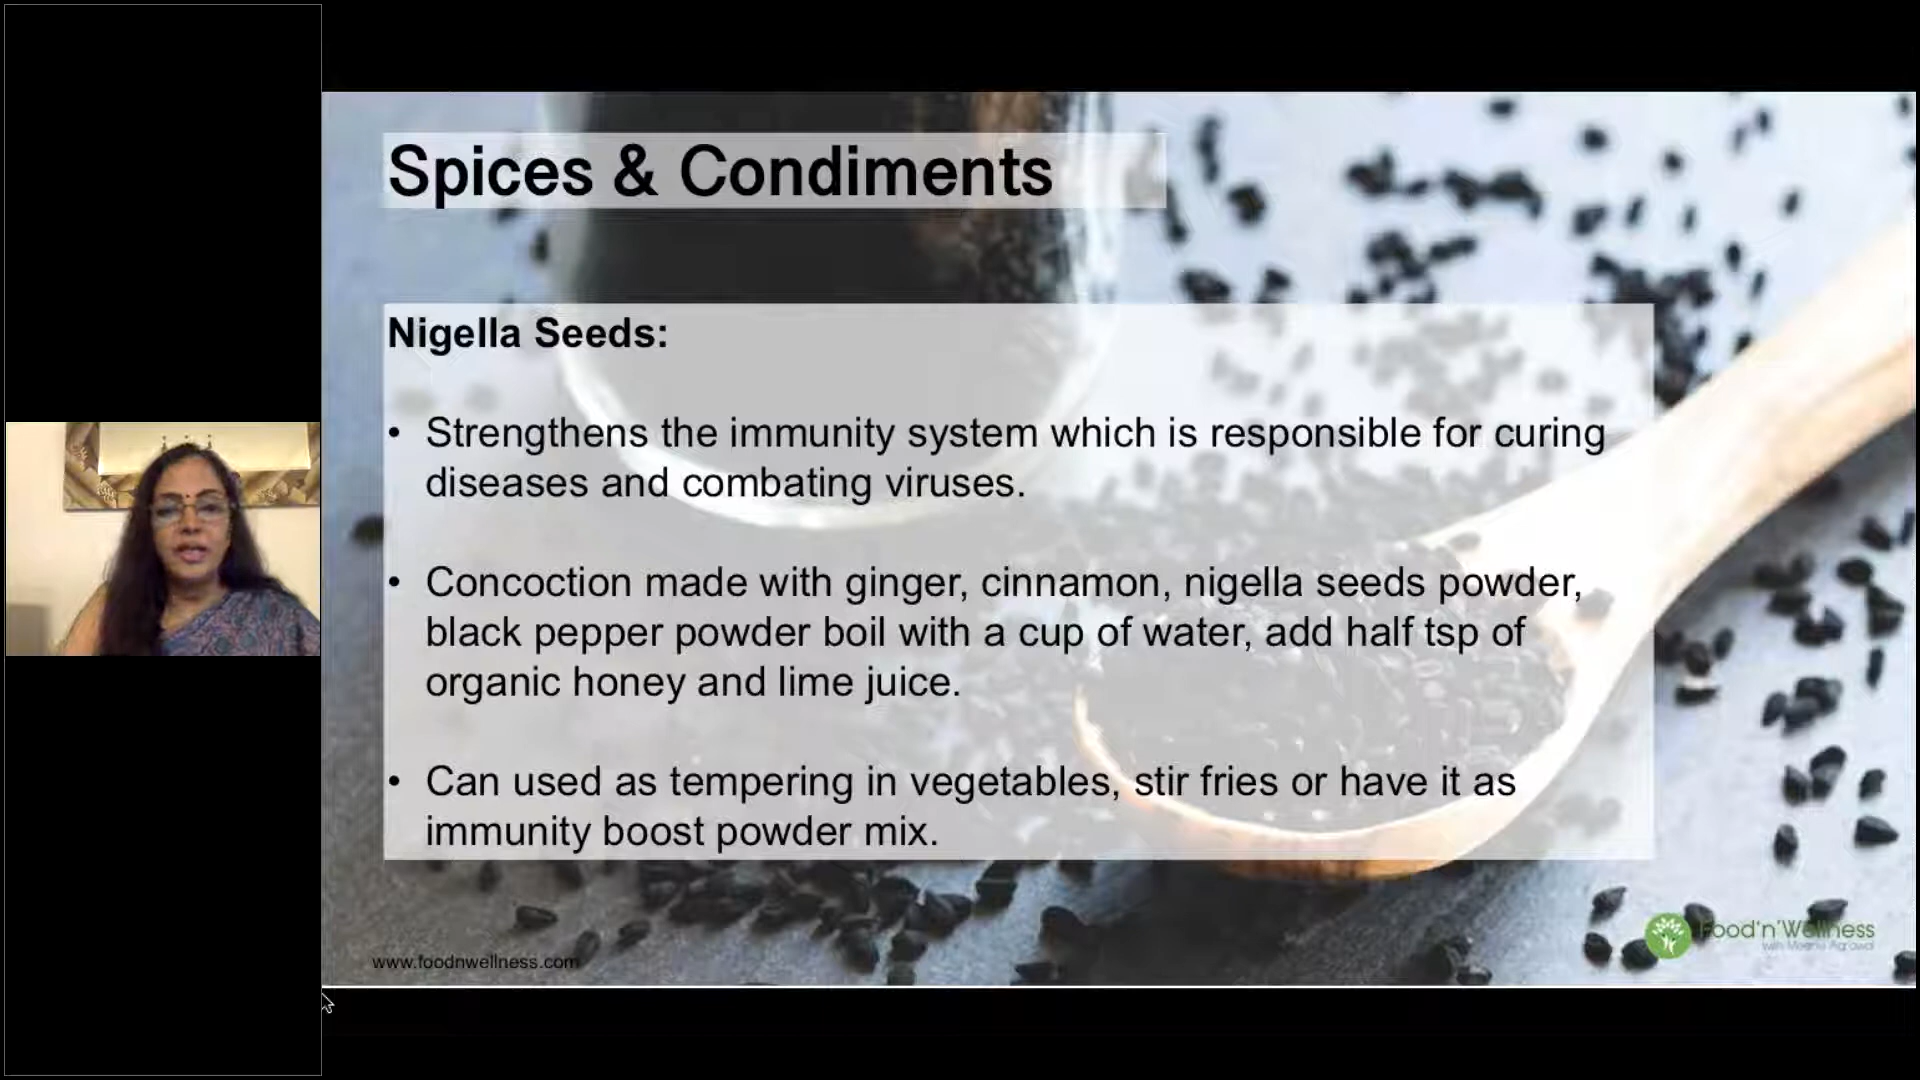 Spices & Condiments
Nigella Seeds:
• Strengthens the immunity system which is responsible for curing
diseases and combating viruses.
• Concoction made with ginger, cinnamon, nigella seeds powder,
black pepper powder boil with a cup of water, add half tsp of
organic honey and lime juice.
• Can used as tempering in vegetables, stir fries or have it as
immunity boost powder mix.
www.foodnwellness.com
Food'n'Wellness
with Meenu Agrawal